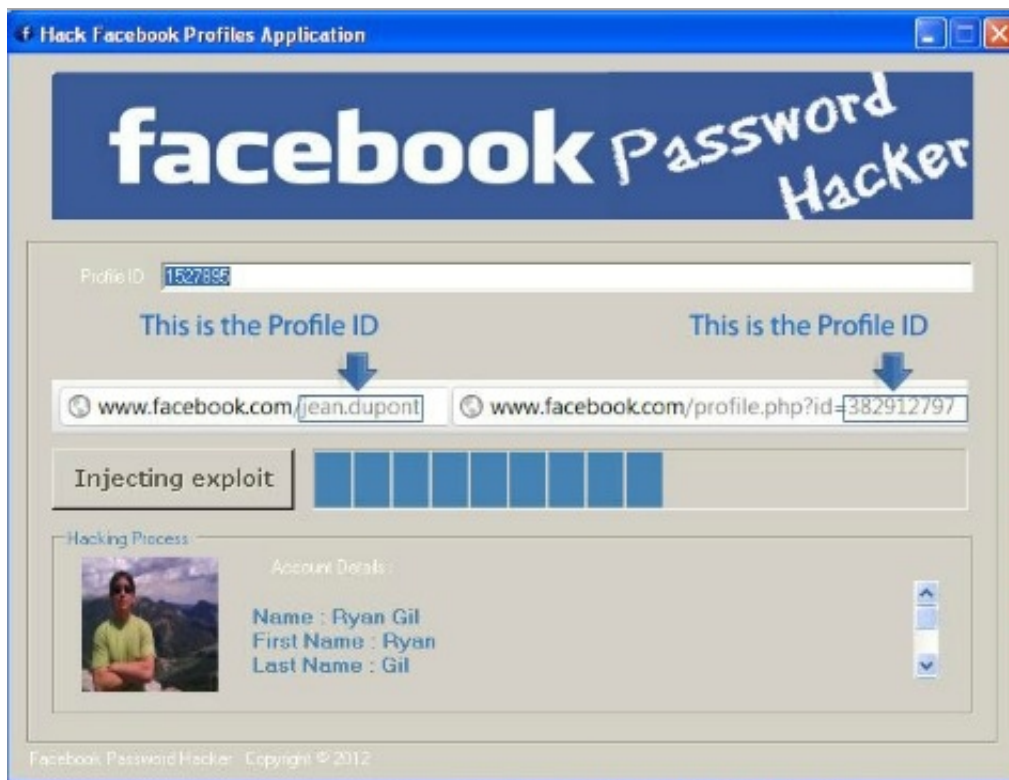 Hack Facebook Profiles Application
facebook Password Hacker
Profile ID 1527895
This is the Profile ID This is the Profile ID
www.facebook.com/jean.dupont www.facebook.com/profile.php?id=382912797
Injecting exploit
Hacking Process
Account Details :
Name : Ryan Gil
First Name : Ryan
Last Name : Gil
Facebook Password Hacker Copyright © 2012